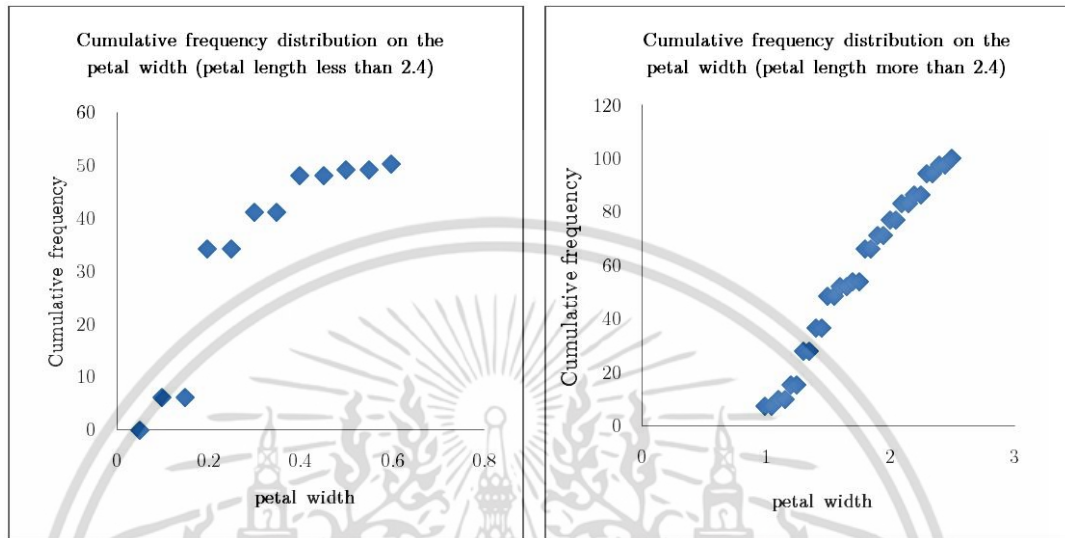 Cumulative frequency distribution on the
petal width (petal length less than 2.4)
60
50
40
30
20
10
0
Cumulative frequency
0
0.2
0.4
0.6
0.8
petal width
Cumulative frequency distribution on the
petal width (petal length more than 2.4)
120
100
80
60
40
20
0
Cumulative frequency
0
1
2
3
petal width